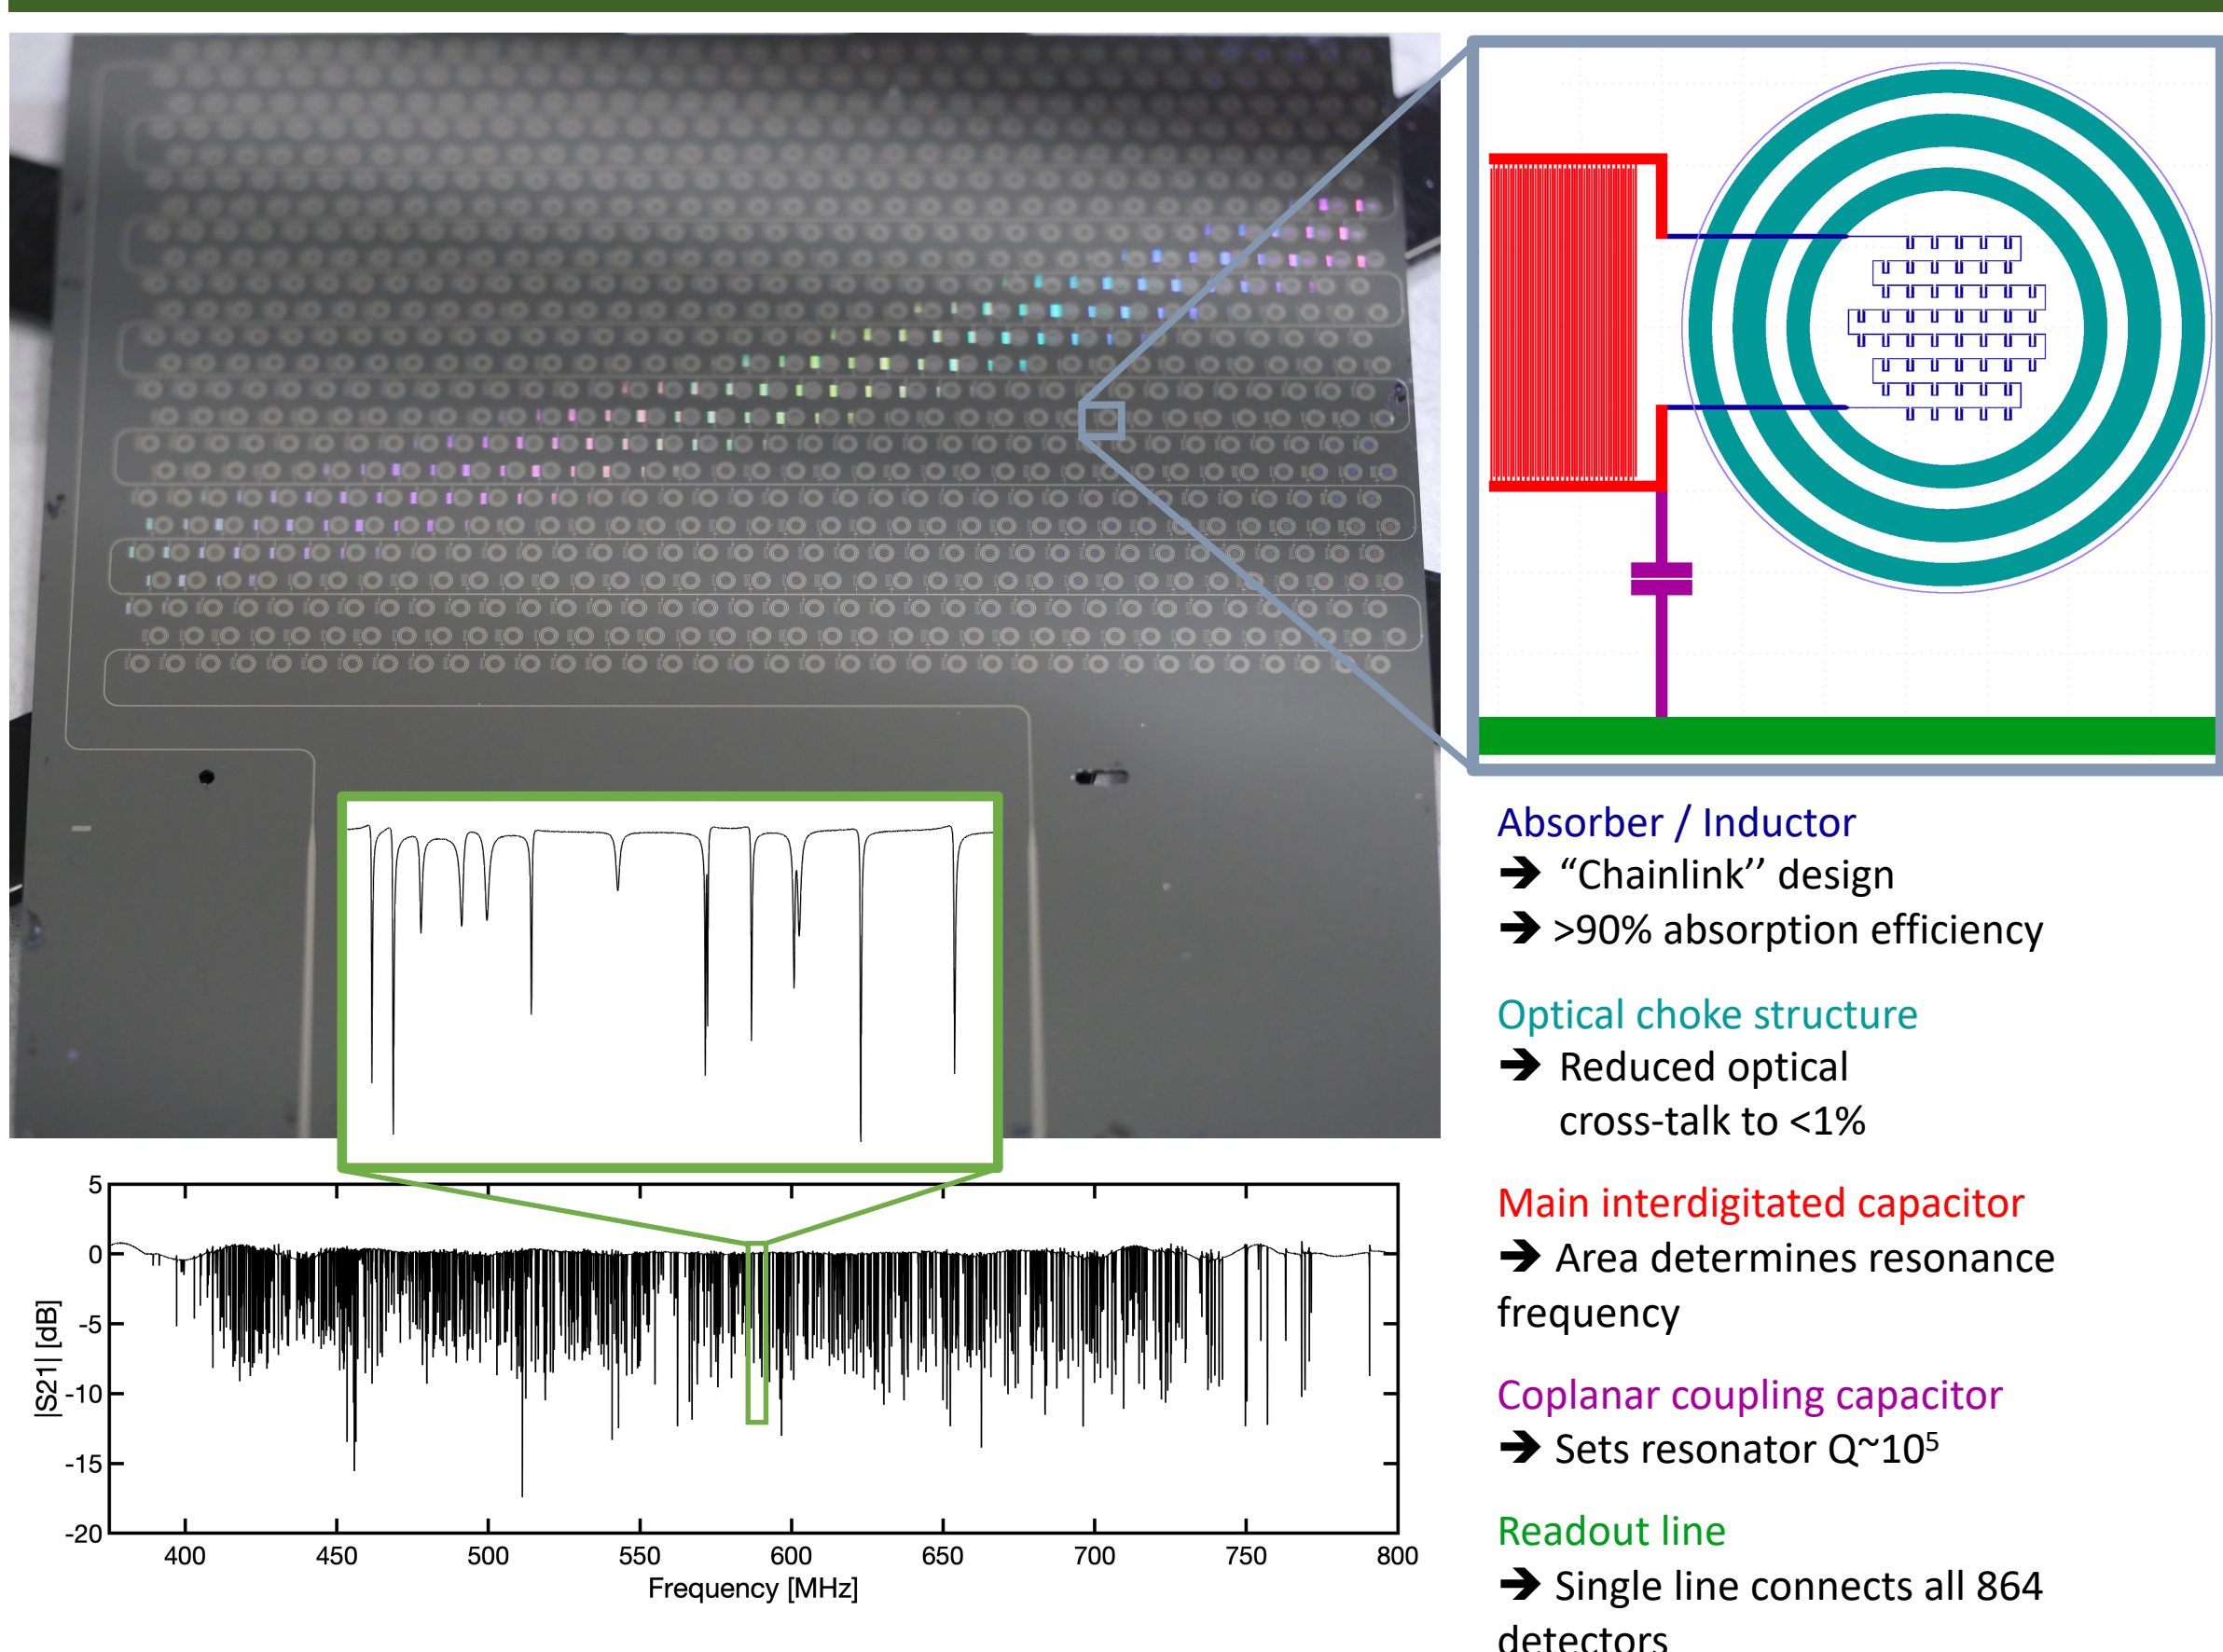 Absorber / Inductor
➔ “Chainlink’’ design
➔ >90% absorption efficiency
Optical choke structure
➔ Reduced optical
cross-talk to <1%
Main interdigitated capacitor
➔ Area determines resonance
frequency
Coplanar coupling capacitor
➔ Sets resonator Q~10⁵
Readout line
➔ Single line connects all 864
detectors
5
0
-5
-10
-15
-20
|S21| [dB]
400 450 500 550 600 650 700 750 800
Frequency [MHz]